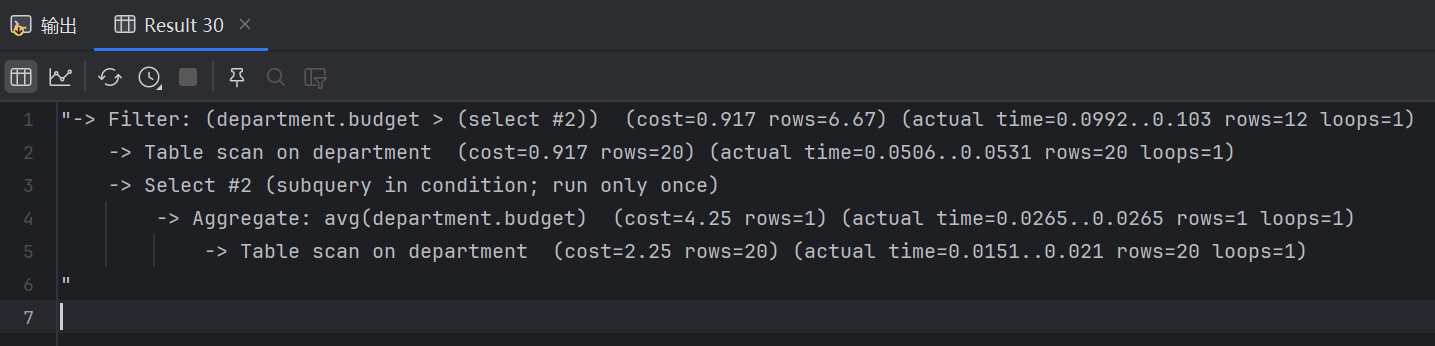 输出 Result 30
1 "-> Filter: (department.budget > (select #2))  (cost=0.917 rows=6.67) (actual time=0.0992..0.103 rows=12 loops=1)
2     -> Table scan on department  (cost=0.917 rows=20) (actual time=0.0506..0.0531 rows=20 loops=1)
3     -> Select #2 (subquery in condition; run only once)
4         -> Aggregate: avg(department.budget)  (cost=4.25 rows=1) (actual time=0.0265..0.0265 rows=1 loops=1)
5             -> Table scan on department  (cost=2.25 rows=20) (actual time=0.0151..0.021 rows=20 loops=1)
6 "
7